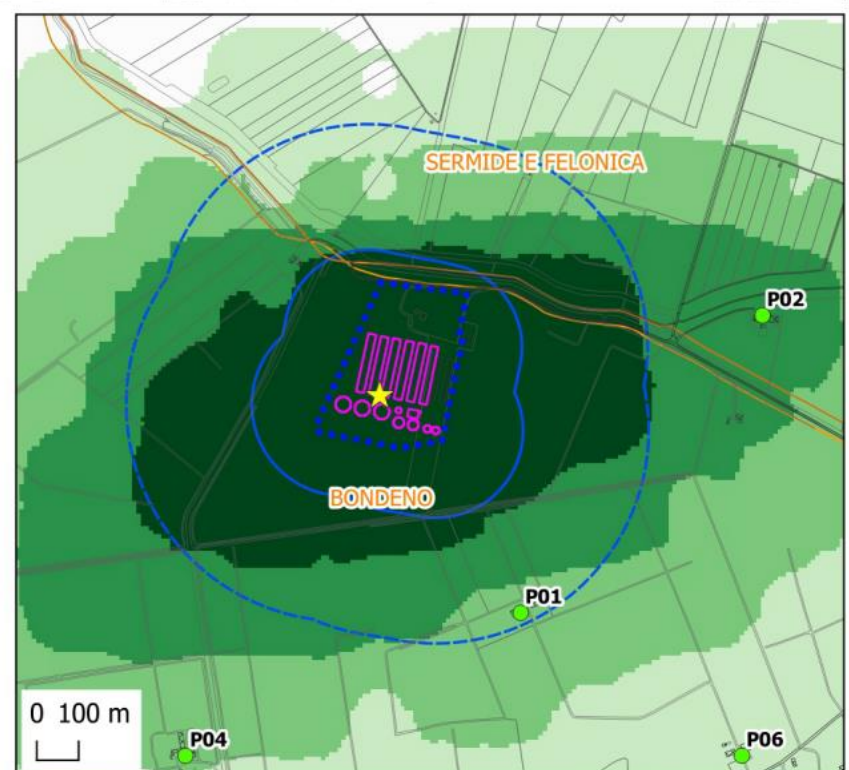 SERMIDE E FELONICA
P02
BONDENO
P01
0 100 m
P04
P06